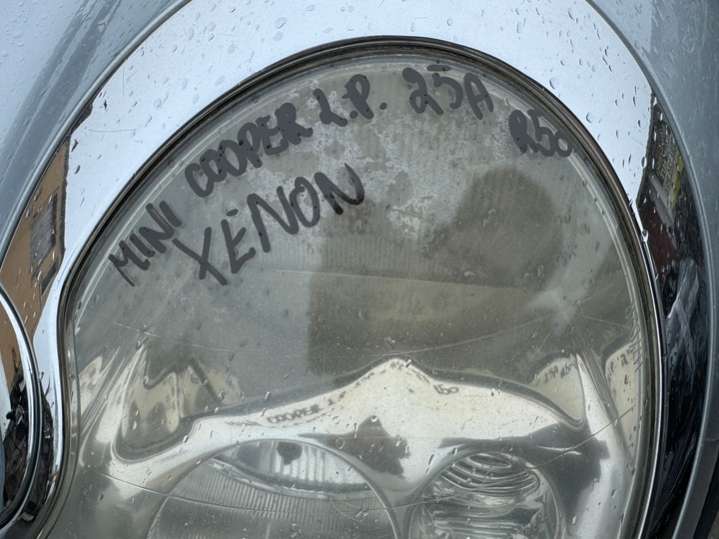 MINI COOPER L.P. 25A R50
XENON